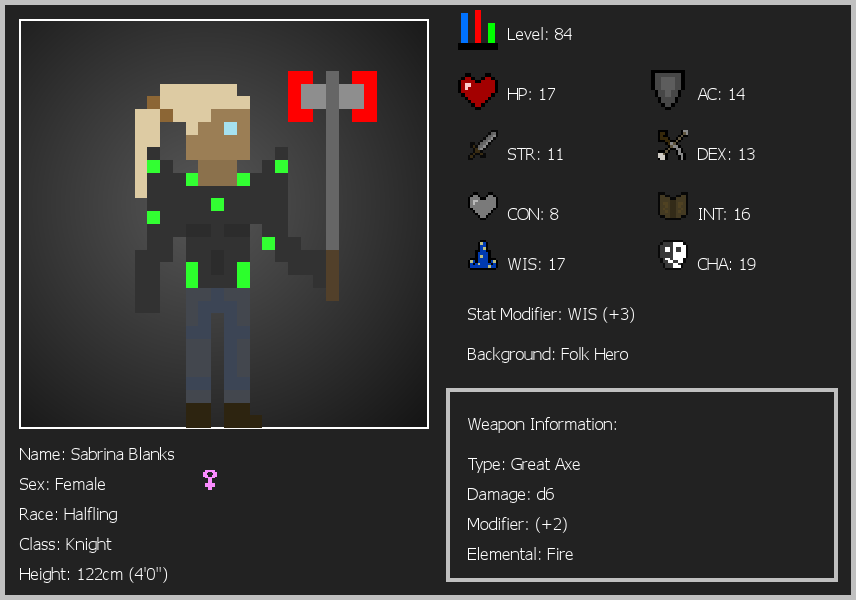 Level: 84
HP: 17
AC: 14
STR: 11
DEX: 13
CON: 8
INT: 16
WIS: 17
CHA: 19
Stat Modifier: WIS (+3)
Background: Folk Hero
Weapon Information:
Type: Great Axe
Damage: d6
Modifier: (+2)
Elemental: Fire
Name: Sabrina Blanks
Sex: Female
Race: Halfling
Class: Knight
Height: 122cm (4'0")